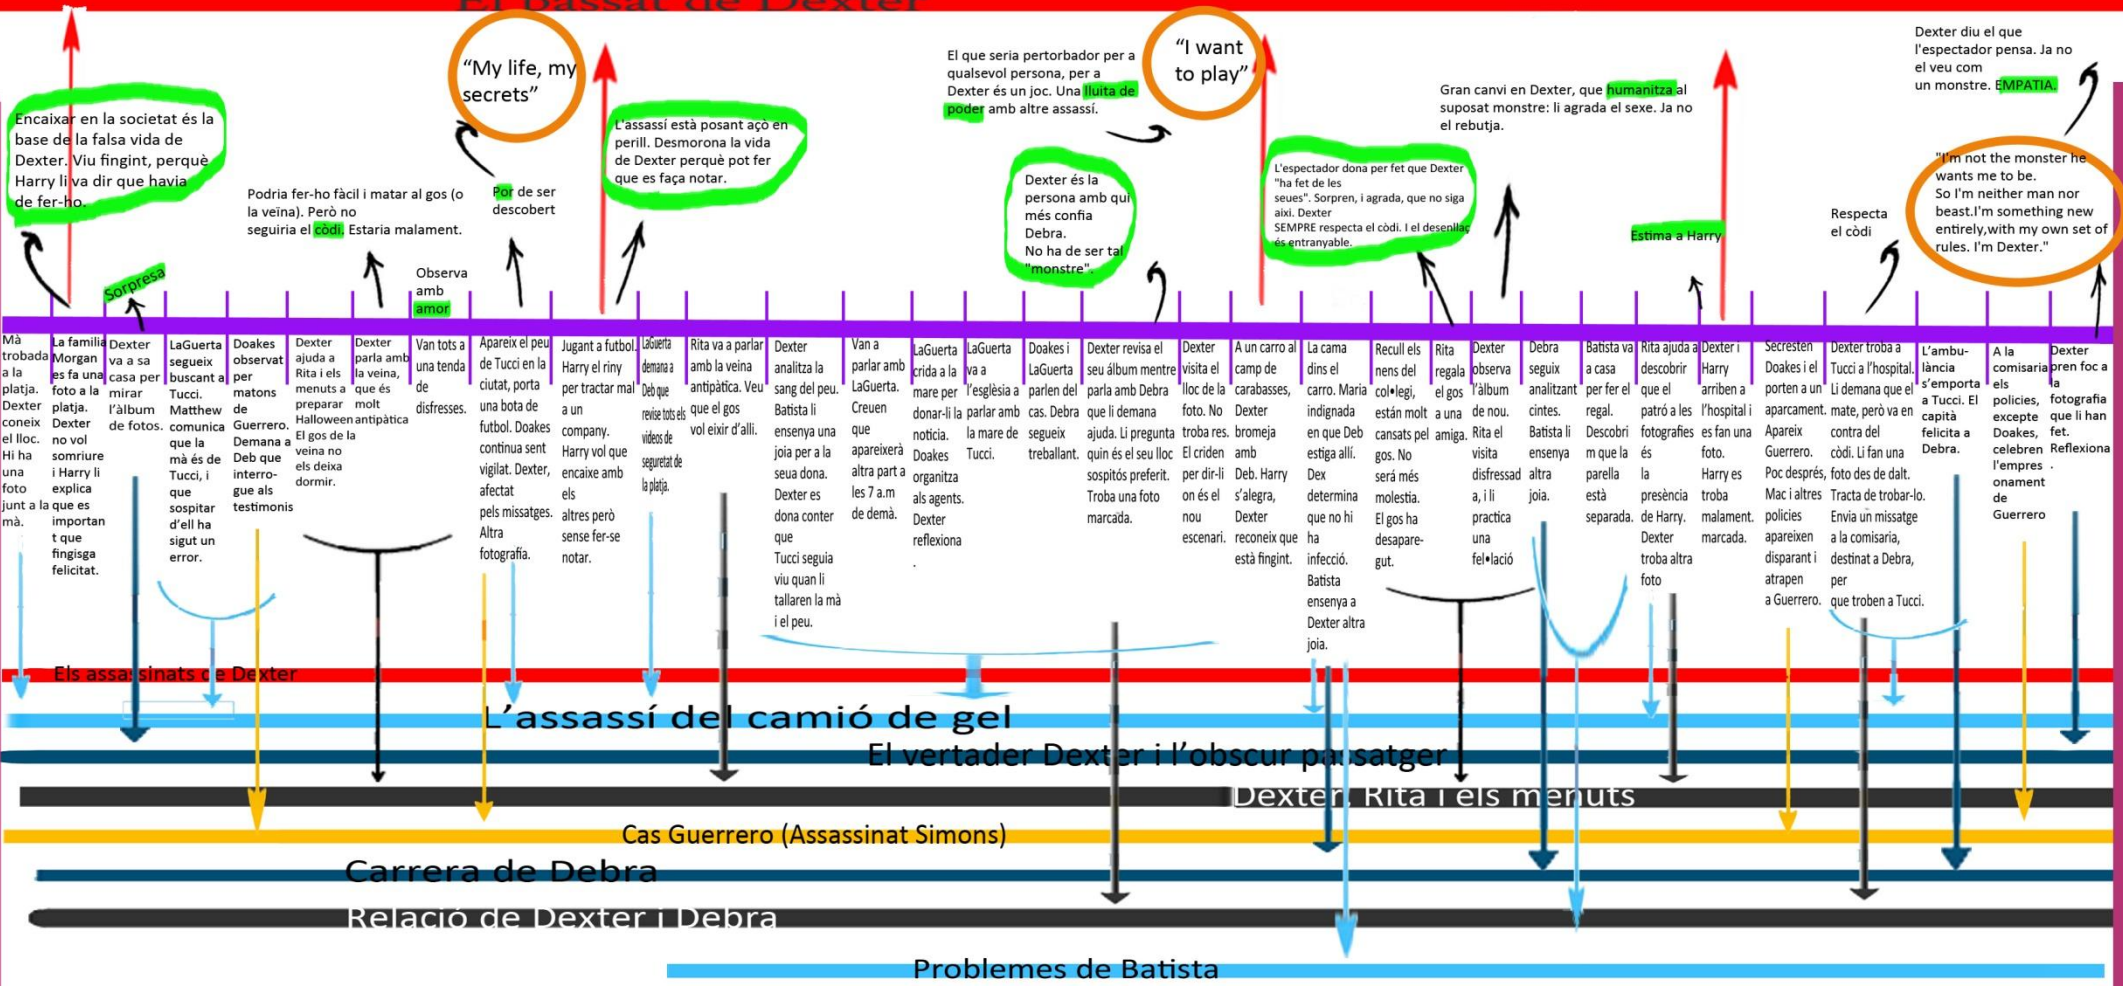 El passat de Dexter
Encaixar en la societat és la
base de la falsa vida de
Dexter. Viu fingint, perquè
Harry li va dir que havia
de fer-ho.
Sorpresa
Podria fer-ho fàcil i matar al gos (o
la veïna). Però no
seguiria el còdi. Estaria malament.
Observa
amb
amor
"My life, my
secrets"
Por de ser
descobert
L'assassí està posant açò en
perill. Desmorona la vida
de Dexter perquè pot fer
que es faça notar.
El que seria pertorbador per a
qualsevol persona, per a
Dexter és un joc. Una lluita de
poder amb altre assassí.
"I want
to play"
Dexter és la
persona amb qui
més confia
Debra.
No ha de ser tal
"monstre".
L'espectador dona per fet que Dexter
"ha fet de les
seues". Sorpren, i agrada, que no siga
aixi. Dexter
SEMPRE respecta el còdi. I el desenllaç
és entranyable.
Gran canvi en Dexter, que humanitza al
suposat monstre: li agrada el sexe. Ja no
el rebutja.
Estima a Harry
Respecta
el còdi
Dexter diu el que
l'espectador pensa. Ja no
el veu com
un monstre. EMPATIA.
"I'm not the monster he
wants me to be.
So I'm neither man nor
beast.I'm something new
entirely,with my own set of
rules. I'm Dexter."
Mà
trobada
a la
platja.
Dexter
coneix
el lloc.
Hi ha
una
foto
junt a la
mà.
La familia
Morgan
es fa una
foto a la
platja.
Dexter
no vol
somriure
i Harry li
explica
que es
importan
t que
fingisga
felicitat.
Dexter
va a sa
casa per
mirar
l'àlbum
de fotos.
LaGuerta
segueix
buscant a
Tucci.
Matthew
comunica
que la
mà és de
Tucci, i
que
sospitar
d'ell ha
sigut un
error.
Doakes
observat
per
matons
de
Guerrero.
Demana a
Deb que
interro-
gue als
testimonis
Dexter
ajuda a
Rita i els
menuts a
preparar
Halloween
El gos de la
veina no
els deixa
dormir.
Dexter
parla amb
la veina,
que és
molt
antipàtica
Van tots a
una tenda
de
disfresses.
Apareix el peu
de Tucci en la
ciutat, porta
una bota de
futbol. Doakes
continua sent
vigilat. Dexter,
afectat
pels missatges.
Altra
fotografía.
Jugant a futbol.
Harry el riny
per tractar mal
a un
company.
Harry vol que
encaixe amb
els
altres però
sense fer-se
notar.
LaGuerta
demana a
Deb que
revise tots els
videos de
seguretat de
la platja.
Rita va a parlar
amb la veina
antipàtica. Veu
que el gos
vol eixir d'alli.
Dexter
analitza la
sang del peu.
Batista li
ensenya una
joia per a la
seua dona.
Dexter es
dona conter
que
Tucci seguia
viu quan li
tallaren la mà
i el peu.
Van a
parlar amb
LaGuerta.
Creuen
que
apareixerà
altra part a
les 7 a.m
de demà.
LaGuerta
crida a la
mare per
donar-li la
noticia.
Doakes
organitza
als agents.
Dexter
reflexiona
.
LaGuerta
va a
l'esglèsia a
parlar amb
la mare de
Tucci.
Doakes i
LaGuerta
parlen del
cas. Debra
segueix
treballant.
Dexter revisa el
seu álbum mentre
parla amb Debra
que li demana
ajuda. Li pregunta
quin és el seu lloc
sospitós preferit.
Troba una foto
marcada.
Dexter
visita el
lloc de la
foto. No
troba res.
El criden
per dir-li
on és el
nou
escenari.
A un carro al
camp de
carabasses,
Dexter
bromeja
amb
Deb. Harry
s'alegra,
Dexter
reconeix que
està fingint.
La cama
dins el
carro. Maria
indignada
en que Deb
estiga allí.
Dex
determina
que no hi
ha
infecció.
Batista
ensenya a
Dexter altra
joia.
Recull els
nens del
col•legi,
están molt
cansats pel
gos. No
será més
molestia.
El gos ha
desapare-
gut.
Rita
regala
el gos
a una
amiga.
Dexter
observa
l'àlbum
de nou.
Rita el
visita
disfressad
a, i li
practica
una
fel•lació
Debra
seguix
analitzant
cintes.
Batista li
ensenya
altra
joia.
Batista va
a casa
per fer el
regal.
Descobri
m que la
parella
està
separada.
Rita ajuda a
descobrir
que el
patró a les
fotografies
és
la
presència
de Harry.
Dexter
troba altra
foto
Dexter i
Harry
arriben a
l'hospital i
es fan una
foto.
Harry es
troba
malament.
marcada.
Secresten
Doakes i el
porten a un
aparcament.
Apareix
Guerrero.
Poc després,
Mac i altres
policies
apareixen
disparant i
atrapen
a Guerrero.
Dexter troba a
Tucci a l'hospital.
Li demana que el
mate, però va en
contra del
còdi. Li fan una
foto des de dalt.
Tracta de trobar-lo.
Envia un missatge
a la comisaria,
destinat a Debra,
per
que troben a Tucci.
L'ambu-
lància
s'emporta
a Tucci. El
capità
felicita a
Debra.
A la
comisaria
els
policies,
excepte
Doakes,
celebren
l'empres
onament
de
Guerrero
Dexter
pren foc a
la
fotografia
que li han
fet.
Reflexiona
.
Els assassinats de Dexter
L'assassí del camió de gel
El vertader Dexter i l'obscur passatger
Dexter, Rita i els menuts
Cas Guerrero (Assassinat Simons)
Carrera de Debra
Relació de Dexter i Debra
Problemes de Batista